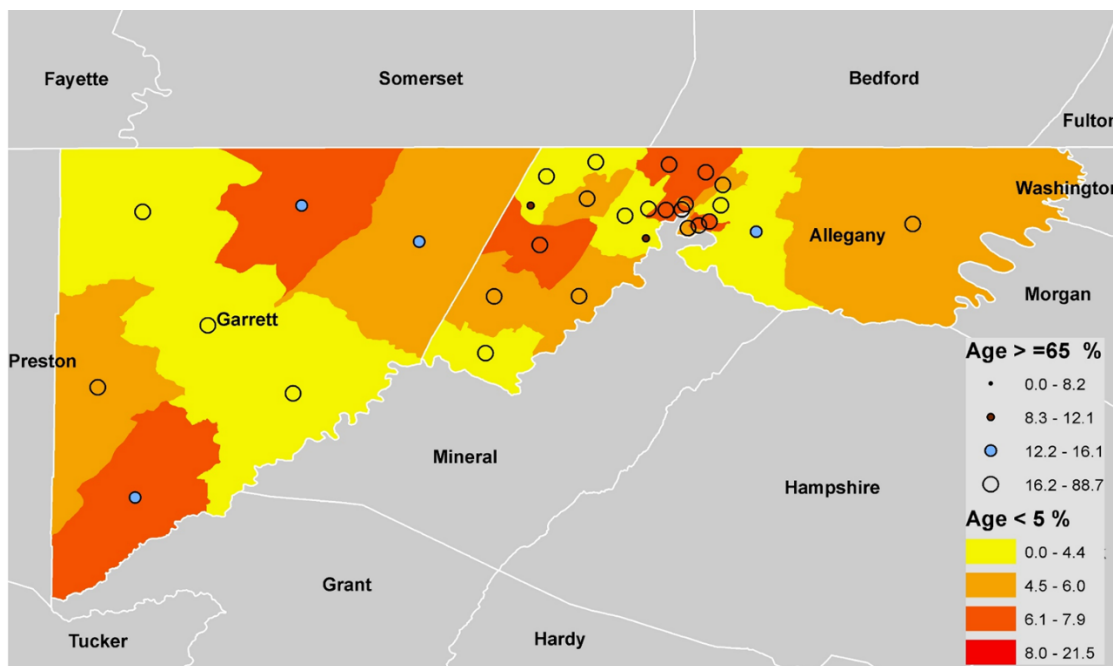 Fayette
Somerset
Bedford
Fulton
Washington
Allegany
Morgan
Garrett
Preston
Mineral
Hampshire
Grant
Tucker
Hardy
Age > =65 %
0.0 - 8.2
8.3 - 12.1
12.2 - 16.1
16.2 - 88.7
Age < 5 %
0.0 - 4.4
4.5 - 6.0
6.1 - 7.9
8.0 - 21.5